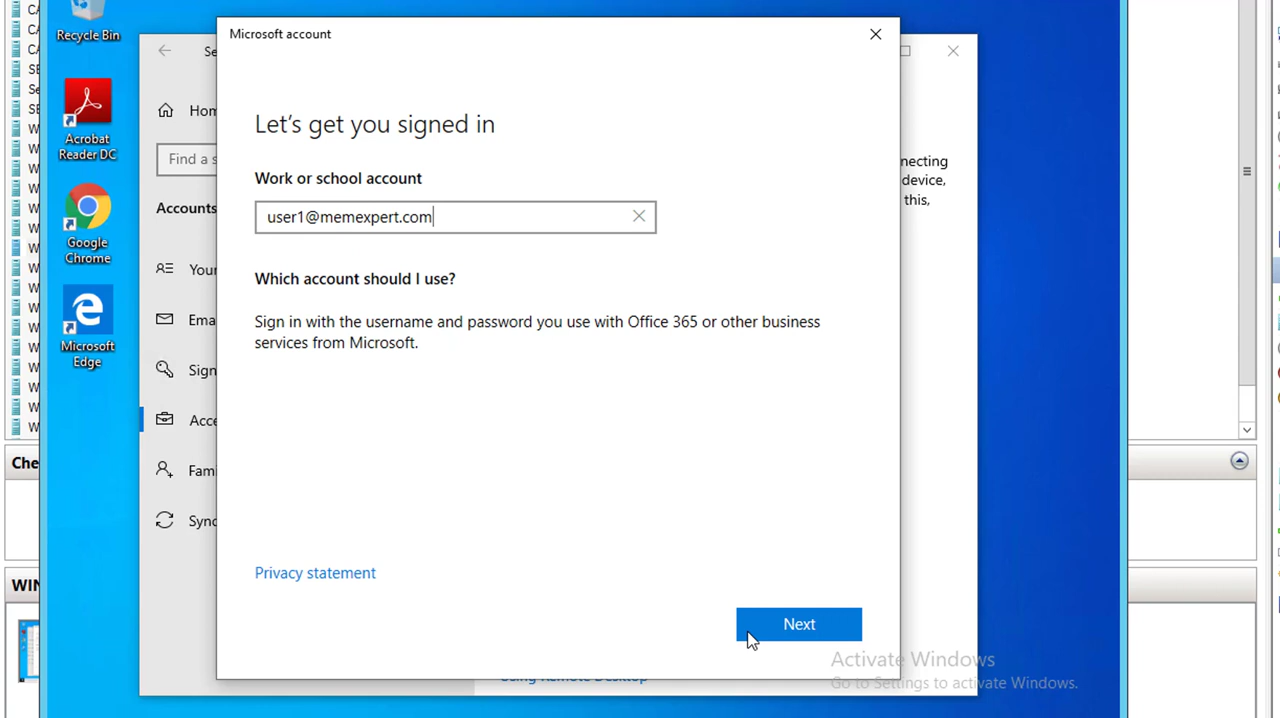 Recycle Bin
Acrobat
Reader DC
Google
Chrome
Microsoft
Edge
Microsoft account
Let's get you signed in
Work or school account
user1@memexpert.com
Which account should I use?
Sign in with the username and password you use with Office 365 or other business
services from Microsoft.
Privacy statement
Next
Find a s
Accounts
necting
device,
this,
Activate Windows
Go to Settings to activate Windows.